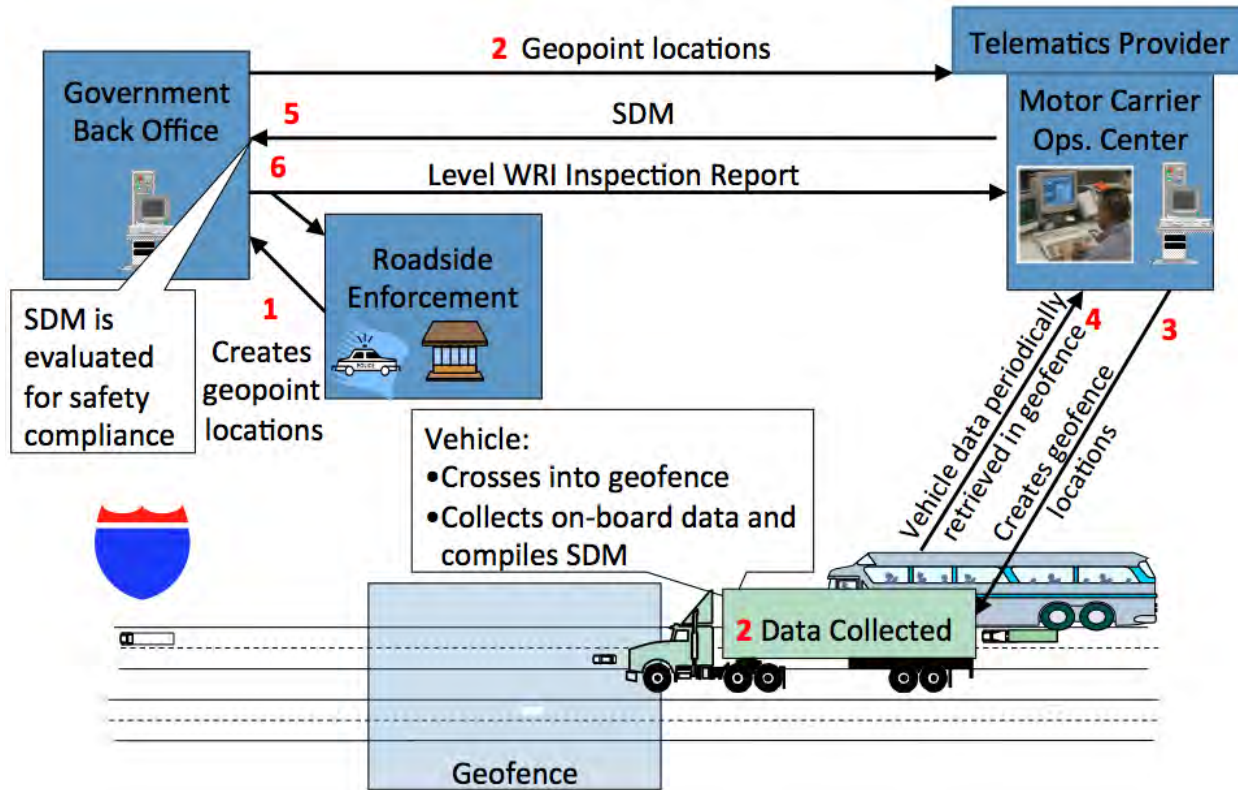 2 Geopoint locations
Telematics Provider
Government
Back Office
5
SDM
Motor Carrier
Ops. Center
6
Level WRI Inspection Report
Roadside
Enforcement
POLICE
1
Creates
geopoint
locations
SDM is
evaluated
for safety
compliance
4
Vehicle data periodically
retrieved in geofence
3
Creates geofence
locations
Vehicle:
•Crosses into geofence
•Collects on-board data and
compiles SDM
2 Data Collected
Geofence